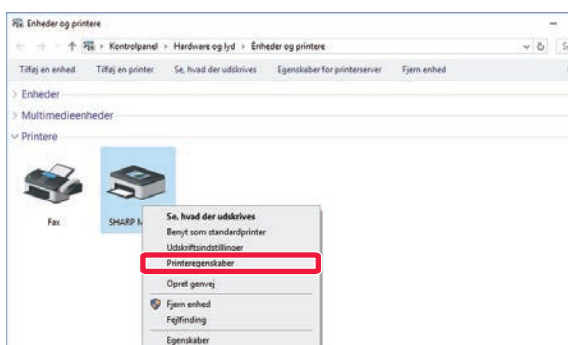 Enheder og printere
Kontrolpanel › Hardware og lyd › Enheder og printere
Tilføj en enhed Tilføj en printer Se, hvad der udskrives Egenskaber for printerserver Fjern enhed
Enheder
Multimedieenheder
Printere
Fax SHARP
Se, hvad der udskrives
Benyt som standardprinter
Udskriftsindstillinger
Printeregenskaber
Opret genvej
Fjern enhed
Fejlfinding
Egenskaber